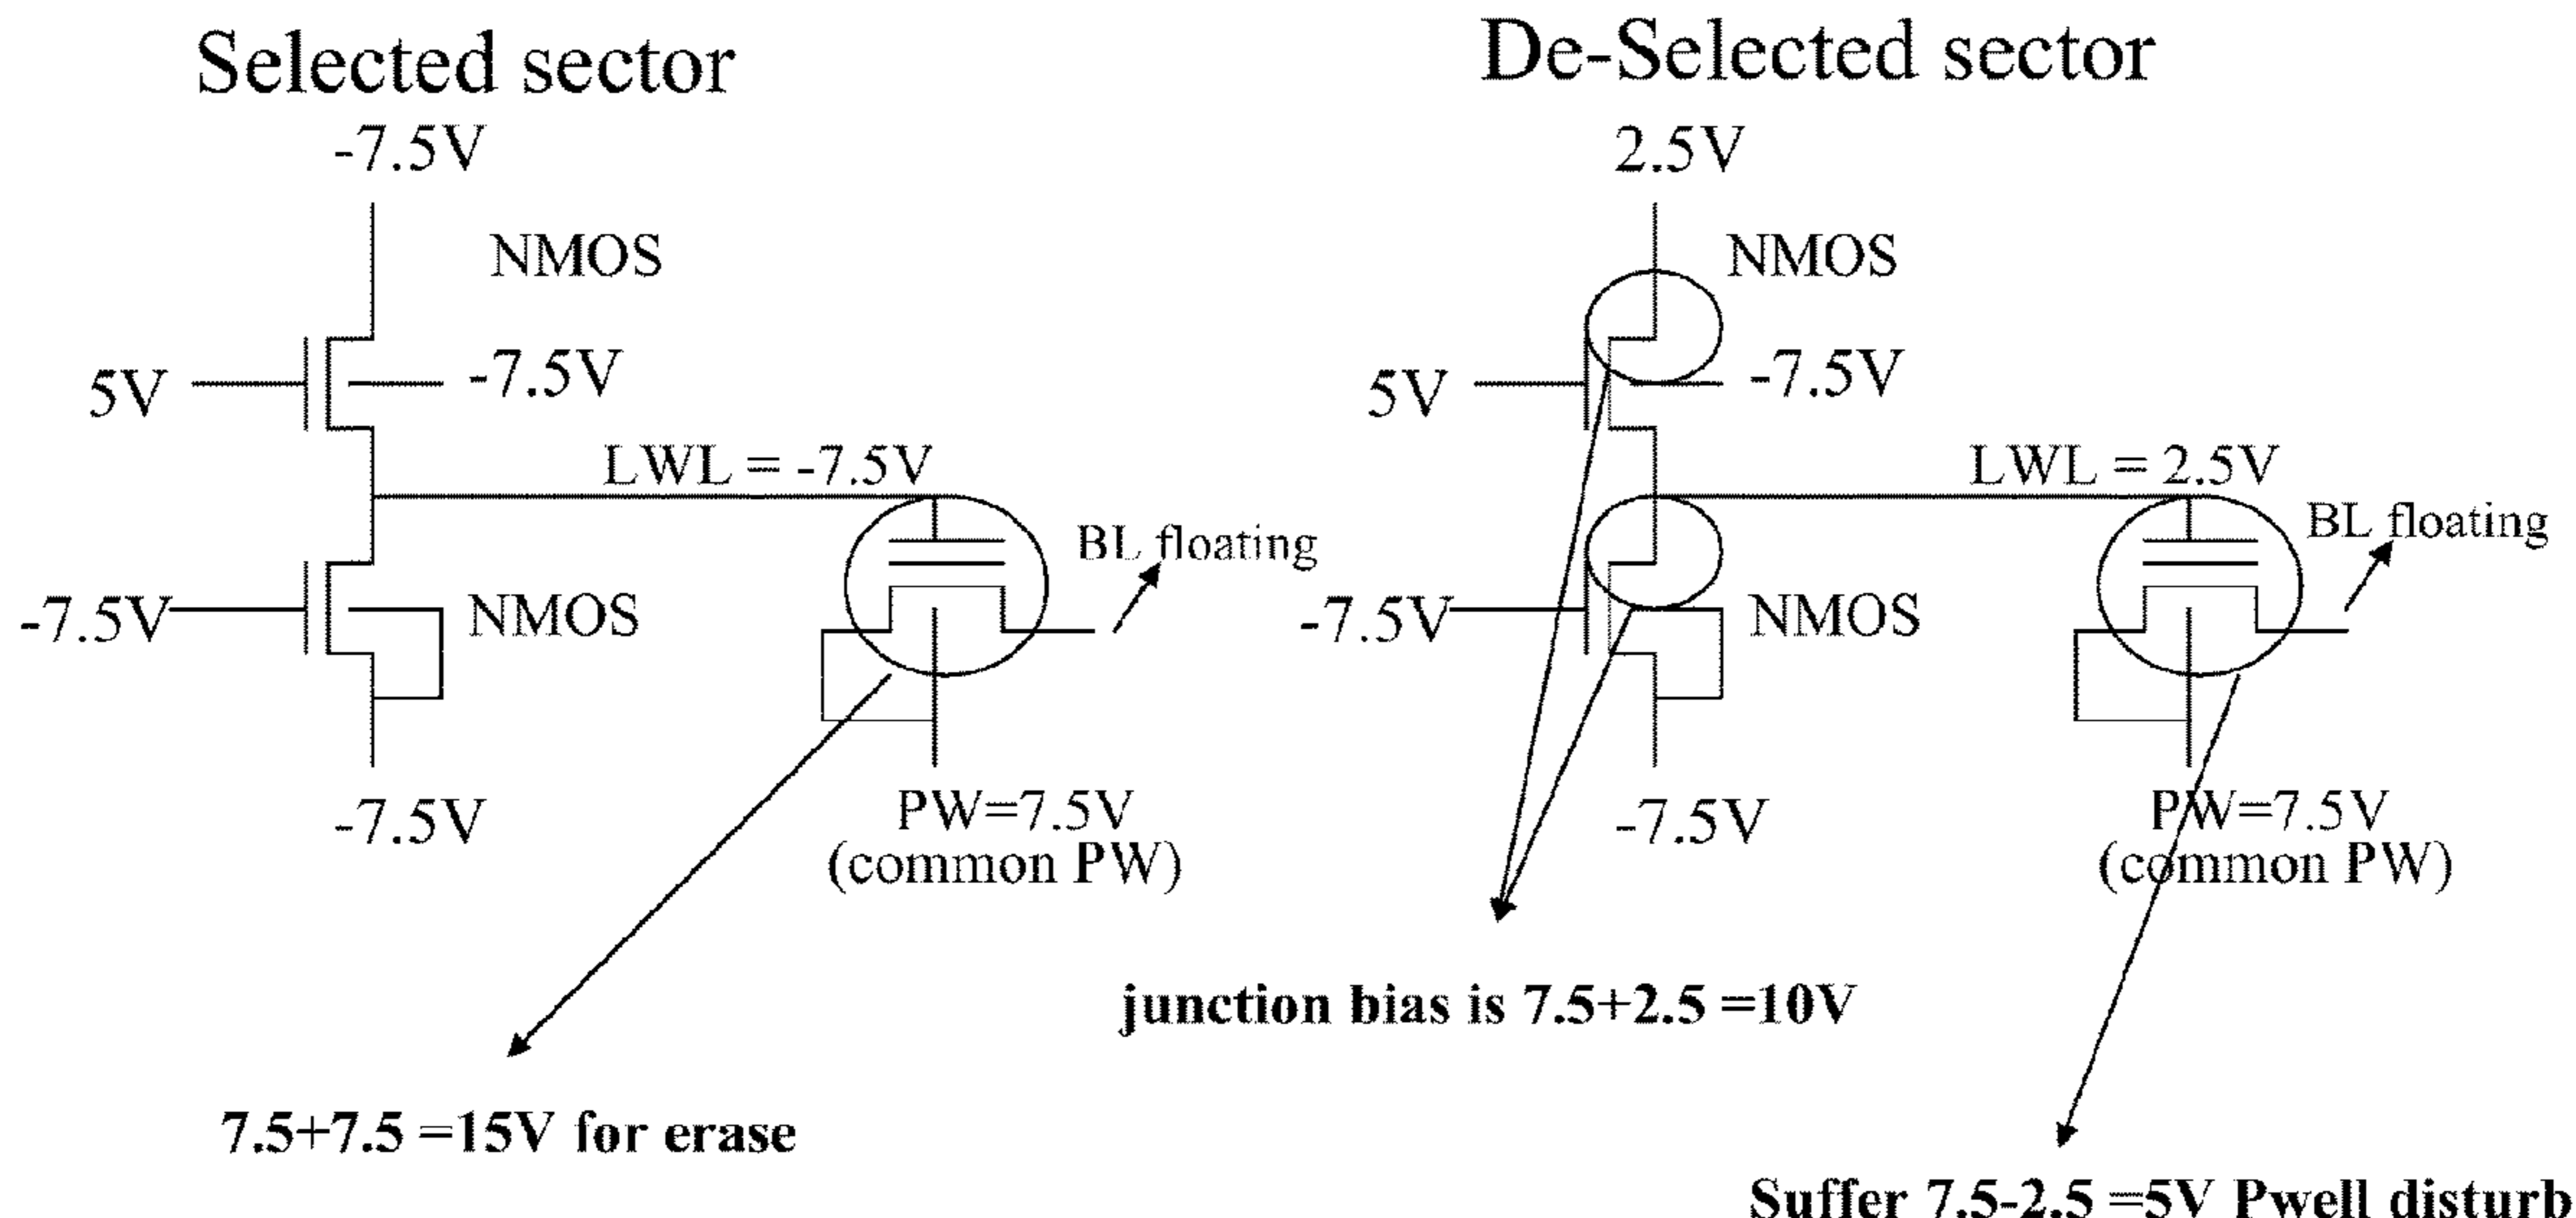 Selected sector
-7.5V
NMOS
5V
-7.5V
LWL = -7.5V
BL floating
-7.5V
NMOS
-7.5V
PW=7.5V
(common PW)
7.5+7.5 =15V for erase
De-Selected sector
2.5V
NMOS
5V
-7.5V
LWL = 2.5V
BL floating
-7.5V
NMOS
-7.5V
PW=7.5V
(common PW)
junction bias is 7.5+2.5 =10V
Suffer 7.5-2.5 =5V Pwell disturb